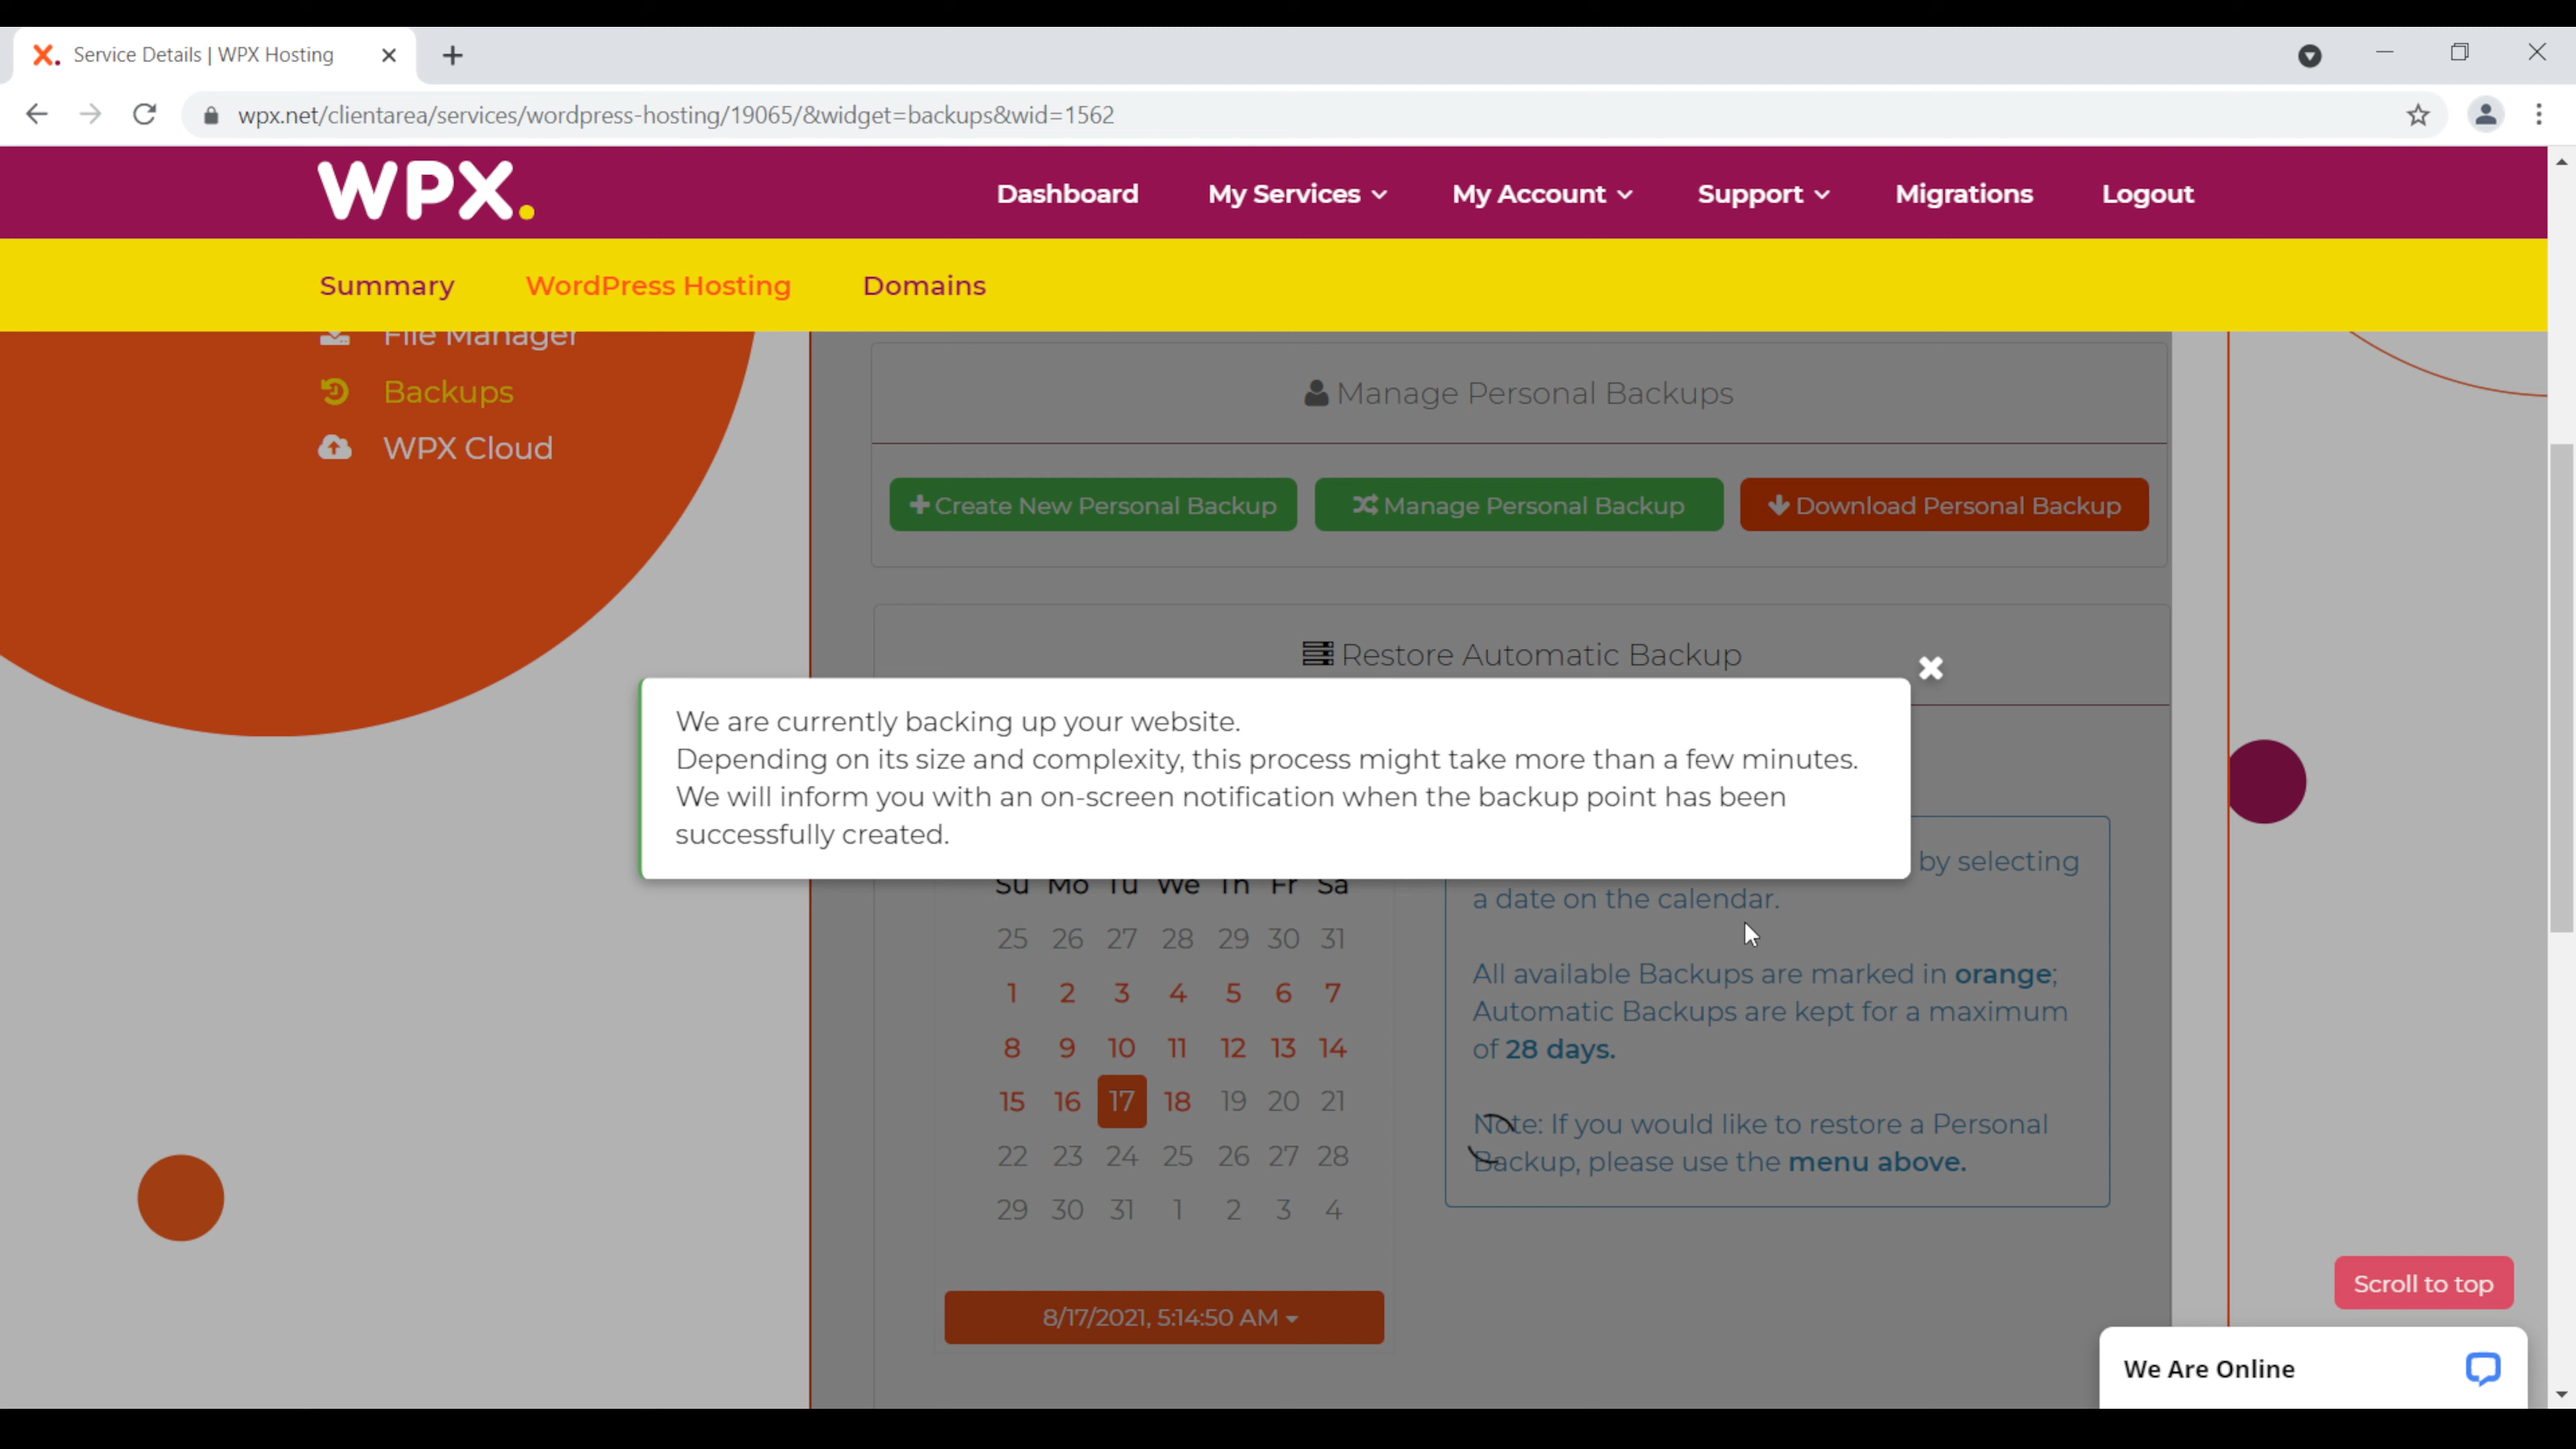 Service Details | WPX Hosting
wpx.net/clientarea/services/wordpress-hosting/19065/&widget=backups&wid=1562
WPX.
Dashboard My Services My Account Support Migrations Logout
Summary WordPress Hosting Domains
File Manager
Backups
WPX Cloud
Manage Personal Backups
Create New Personal Backup Manage Personal Backup Download Personal Backup
Restore Automatic Backup
We are currently backing up your website.
Depending on its size and complexity, this process might take more than a few minutes.
We will inform you with an on-screen notification when the backup point has been
successfully created.
Su Mo Tu We Th Fr Sa
25 26 27 28 29 30 31
1 2 3 4 5 6 7
8 9 10 11 12 13 14
15 16 17 18 19 20 21
22 23 24 25 26 27 28
29 30 31 1 2 3 4
8/17/2021, 5:14:50 AM
by selecting
a date on the calendar.
All available Backups are marked in orange;
Automatic Backups are kept for a maximum
of 28 days.
Note: If you would like to restore a Personal
Backup, please use the menu above.
Scroll to top
We Are Online